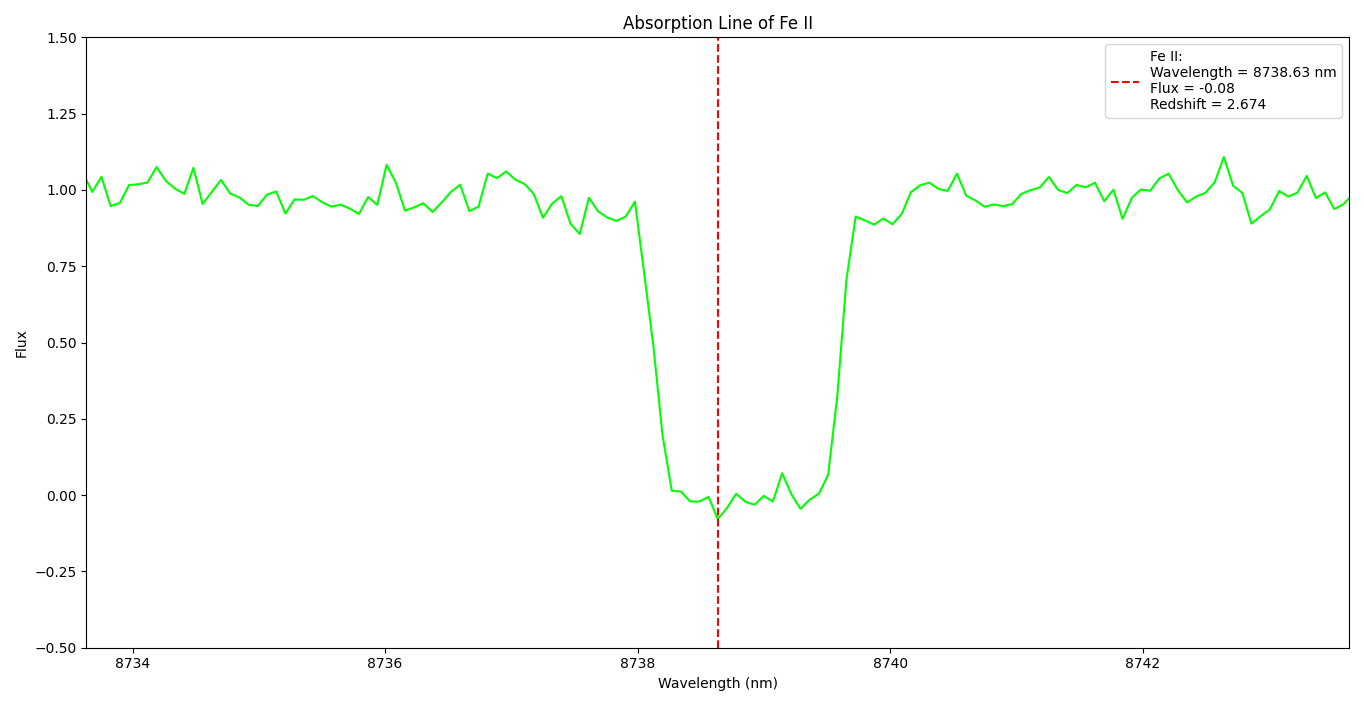 Absorption Line of Fe II
Fe II:
Wavelength = 8738.63 nm
Flux = -0.08
Redshift = 2.674
Flux
1.50
1.25
1.00
0.75
0.50
0.25
0.00
−0.25
−0.50
8734 8736 8738 8740 8742
Wavelength (nm)